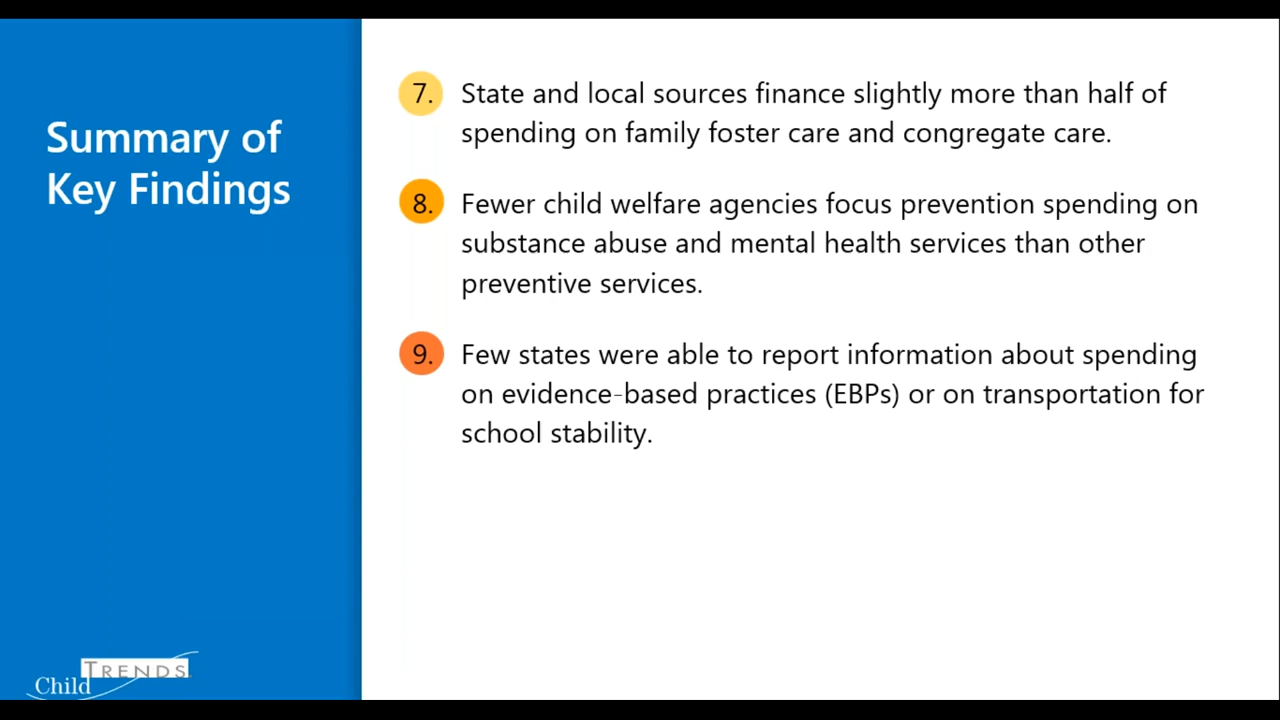 Summary of
Key Findings
7. State and local sources finance slightly more than half of
spending on family foster care and congregate care.
8. Fewer child welfare agencies focus prevention spending on
substance abuse and mental health services than other
preventive services.
9. Few states were able to report information about spending
on evidence-based practices (EBPs) or on transportation for
school stability.
Child TRENDS